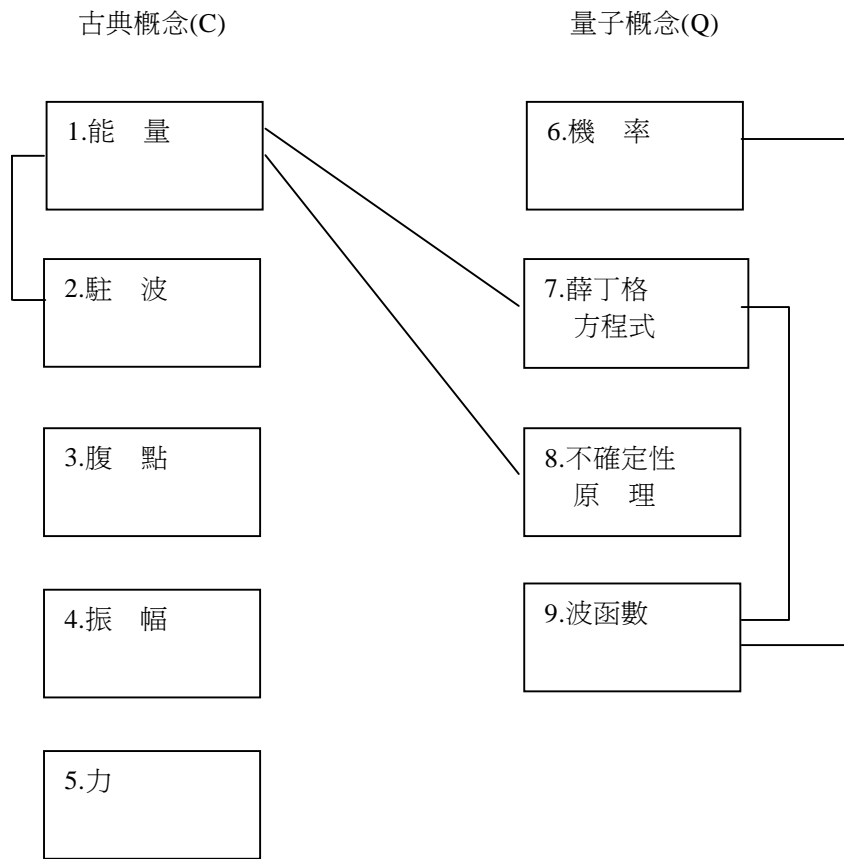 古典概念(C)
量子概念(Q)
1.能 量
6.機 率
2.駐 波
7.薛丁格
方程式
3.腹 點
8.不確定性
原 理
4.振 幅
9.波函數
5.力